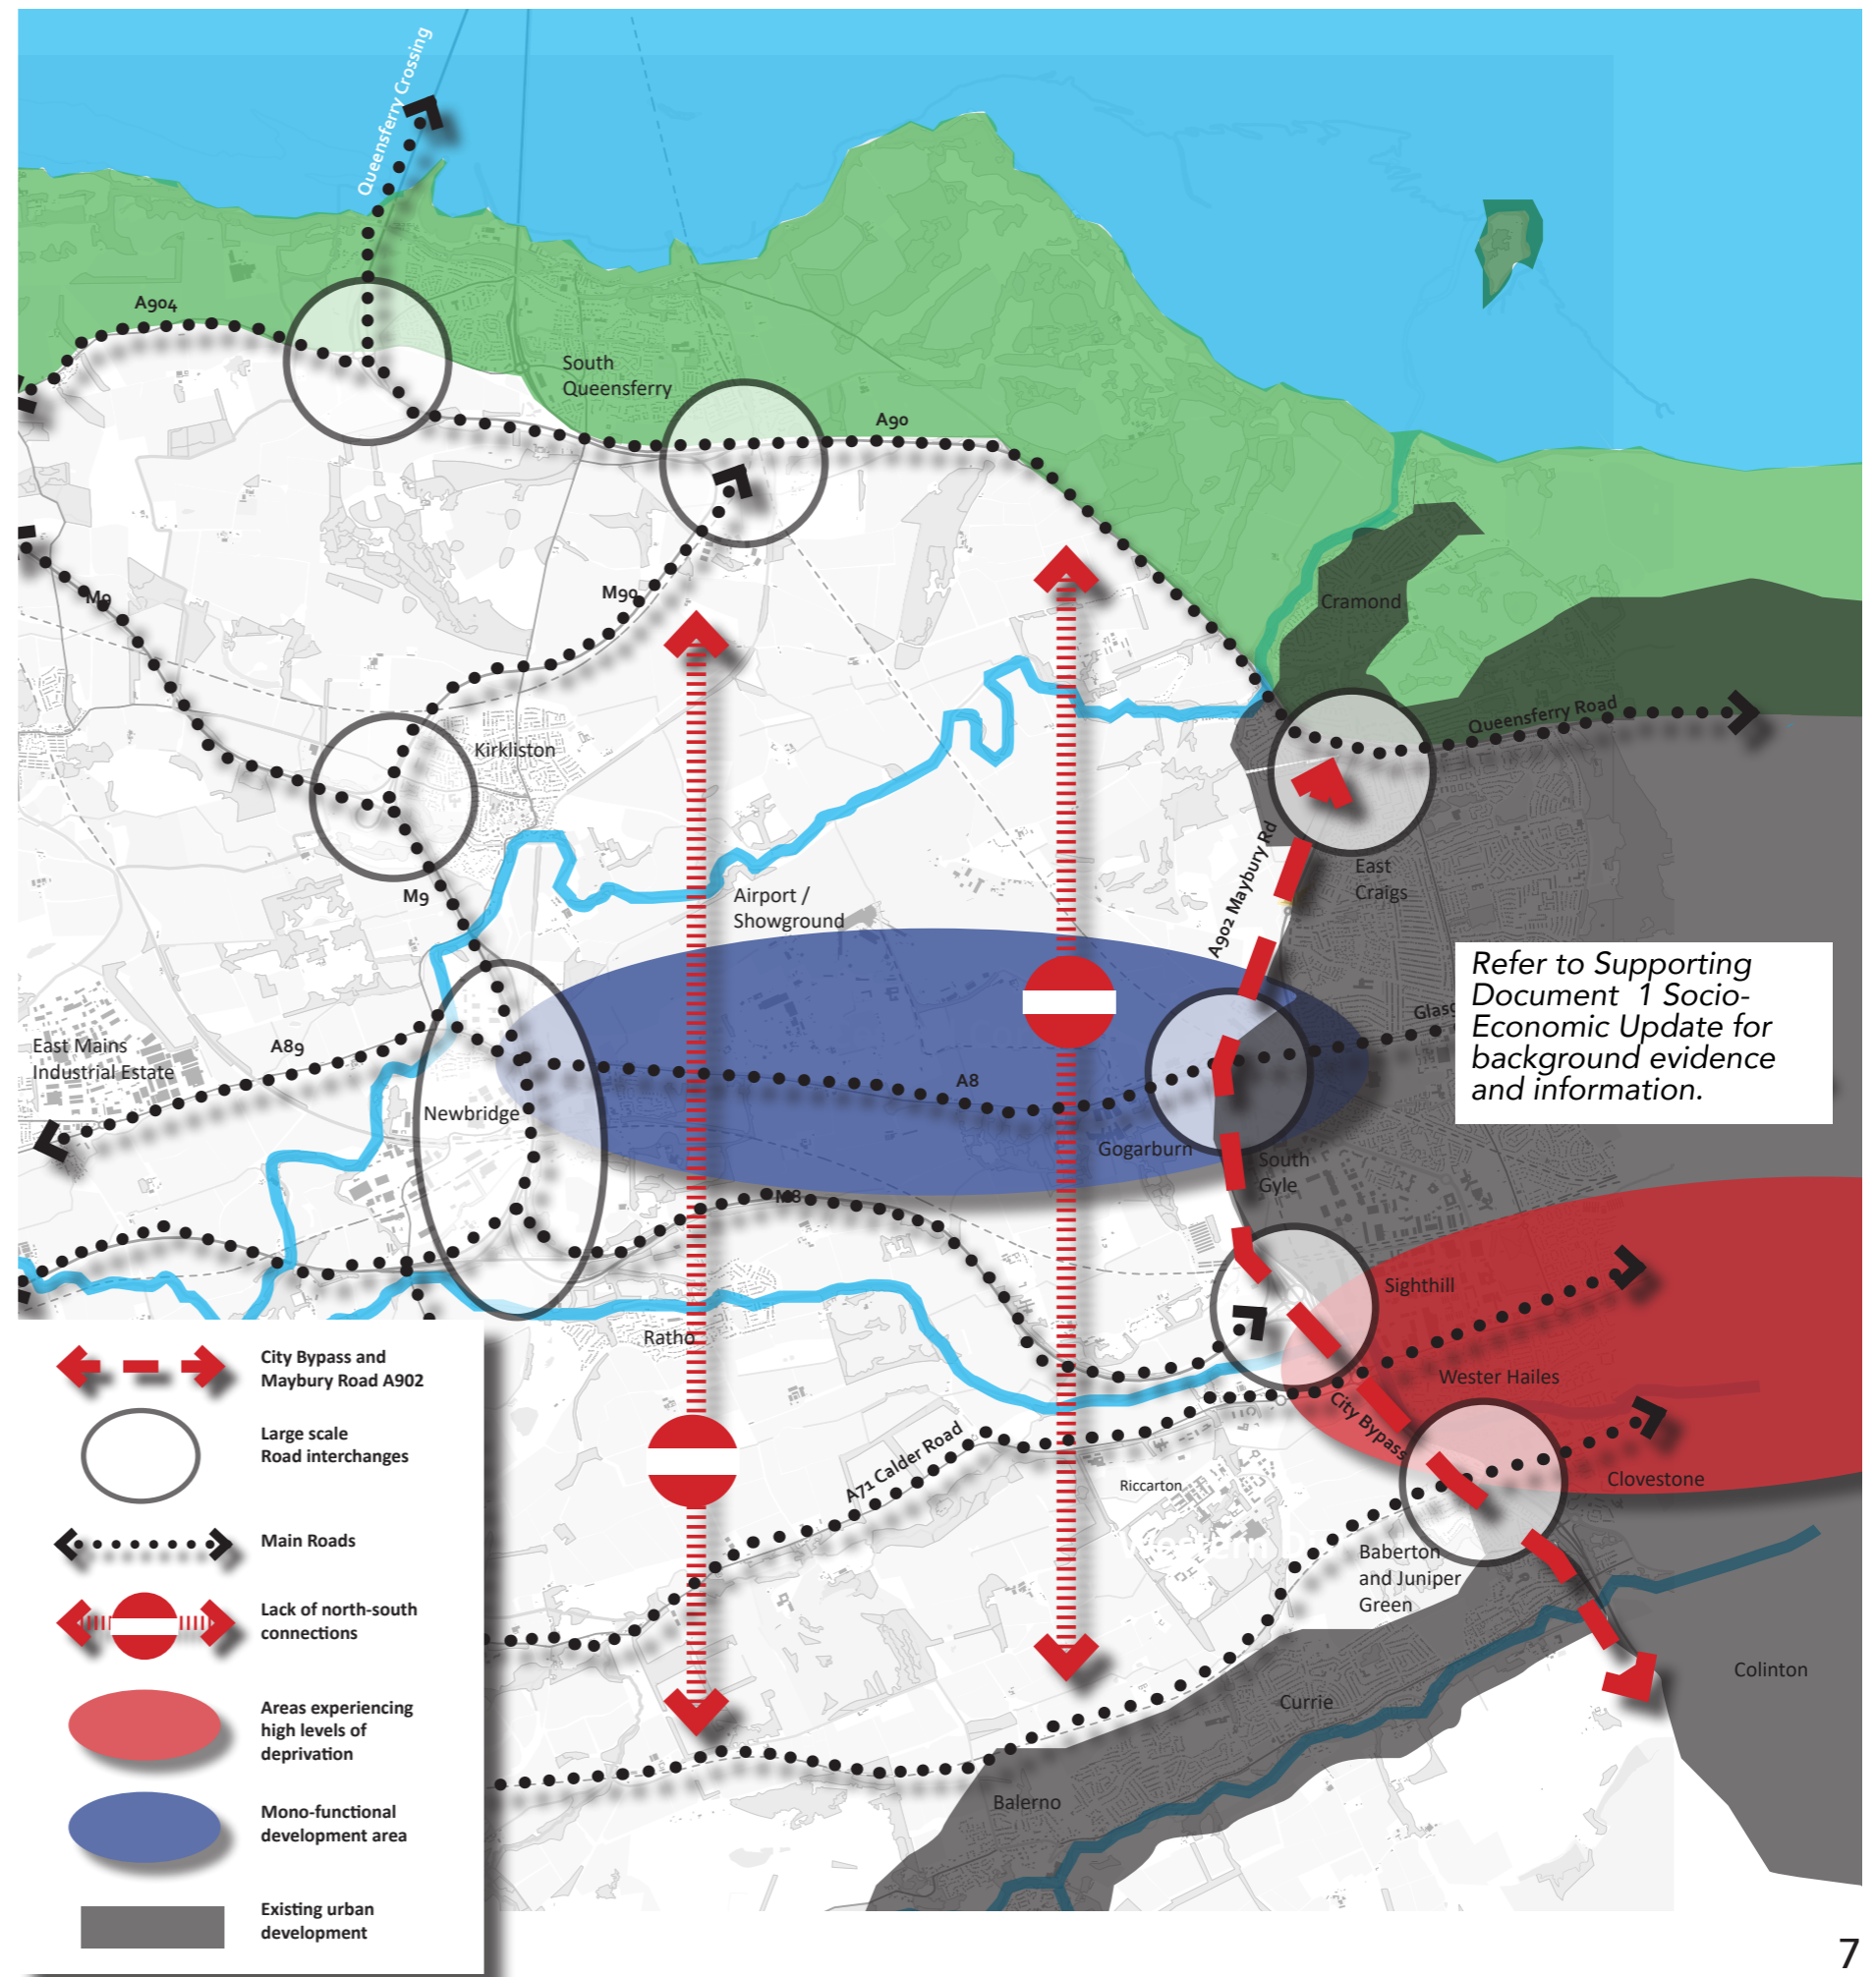 Queensferry Crossing
A904
South
Queensferry
A90
M9
M90
Cramond
Queensferry Road
Kirkliston
A902 Maybury Rd
East
Craigs
M9
Airport /
Showground
Refer to Supporting
Document 1 Socio-
Economic Update for
background evidence
and information.
Glasg
East Mains
Industrial Estate
A89
A8
Newbridge
Gogarburn
South
Gyle
M8
Sighthill
Ratho
Wester Hailes
City Bypass
A71 Calder Road
Riccarton
Clovestone
Western D
Baberton
and Juniper
Green
Colinton
Currie
Balerno
City Bypass and
Maybury Road A902
Large scale
Road interchanges
Main Roads
Lack of north-south
connections
Areas experiencing
high levels of
deprivation
Mono-functional
development area
Existing urban
development
7